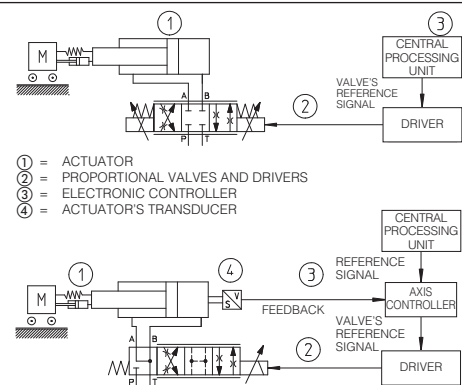 ①
③
M
CENTRAL
PROCESSING
UNIT
VALVE'S
REFERENCE
SIGNAL
A B
②
DRIVER
P T
① = ACTUATOR
② = PROPORTIONAL VALVES AND DRIVERS
③ = ELECTRONIC CONTROLLER
④ = ACTUATOR'S TRANSDUCER
CENTRAL
PROCESSING
UNIT
①
④
③
REFERENCE
SIGNAL
M
S V
FEEDBACK
AXIS
CONTROLLER
VALVE'S
REFERENCE
SIGNAL
A B
②
DRIVER
P T